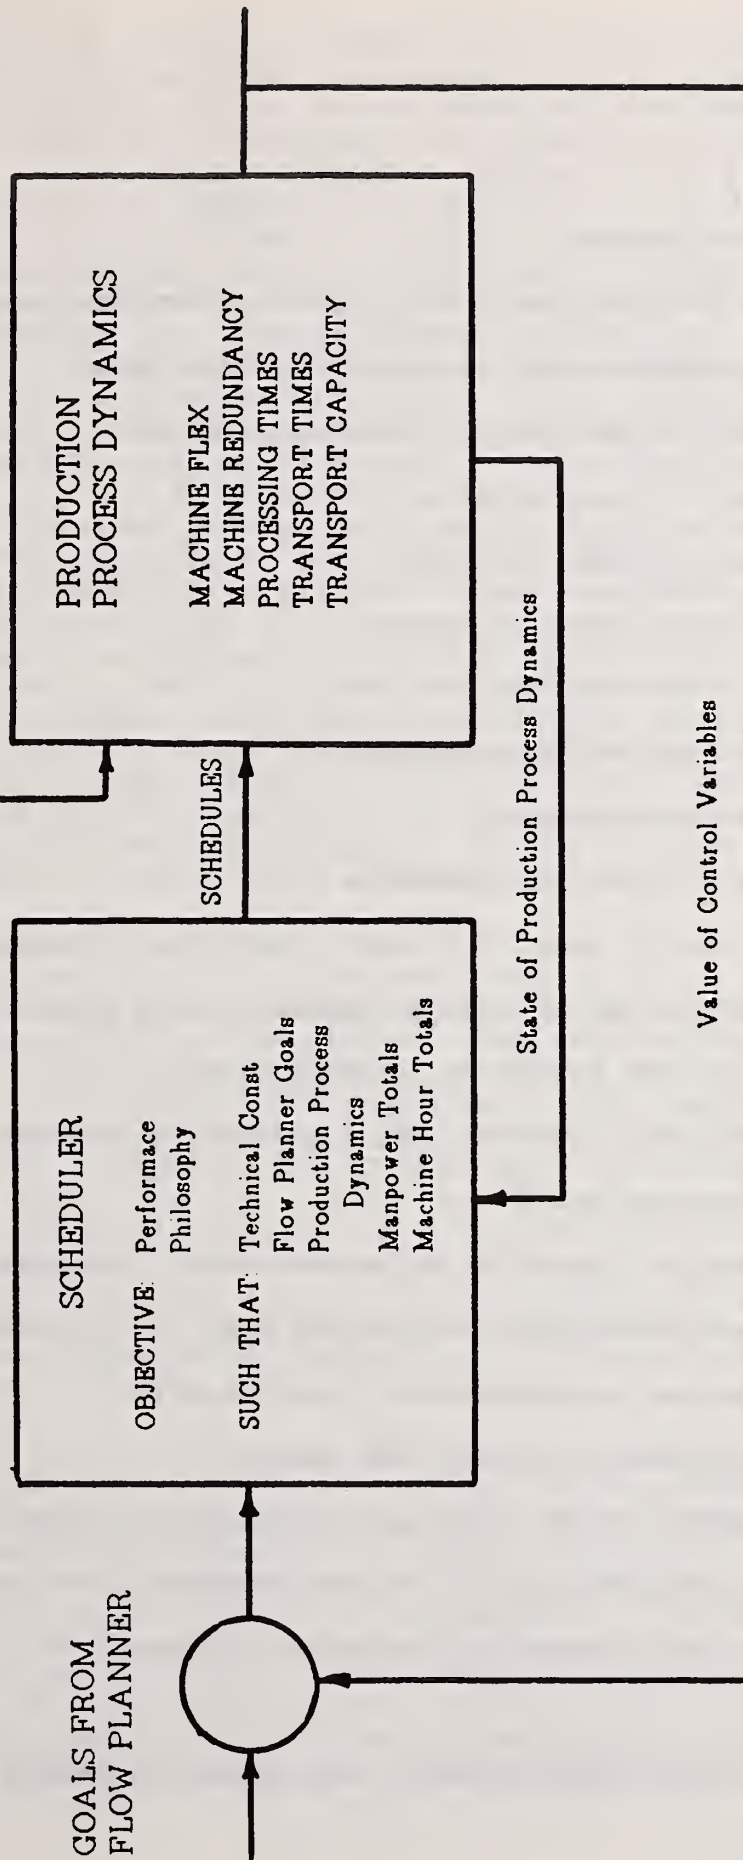 GOALS FROM
FLOW PLANNER
SCHEDULER
OBJECTIVE: Performace
Philosophy
SUCH THAT: Technical Const
Flow Planner Goals
Production Process
Dynamics
Manpower Totals
Machine Hour Totals
SCHEDULES
PRODUCTION
PROCESS DYNAMICS
MACHINE FLEX
MACHINE REDUNDANCY
PROCESSING TIMES
TRANSPORT TIMES
TRANSPORT CAPACITY
State of Production Process Dynamics
Value of Control Variables